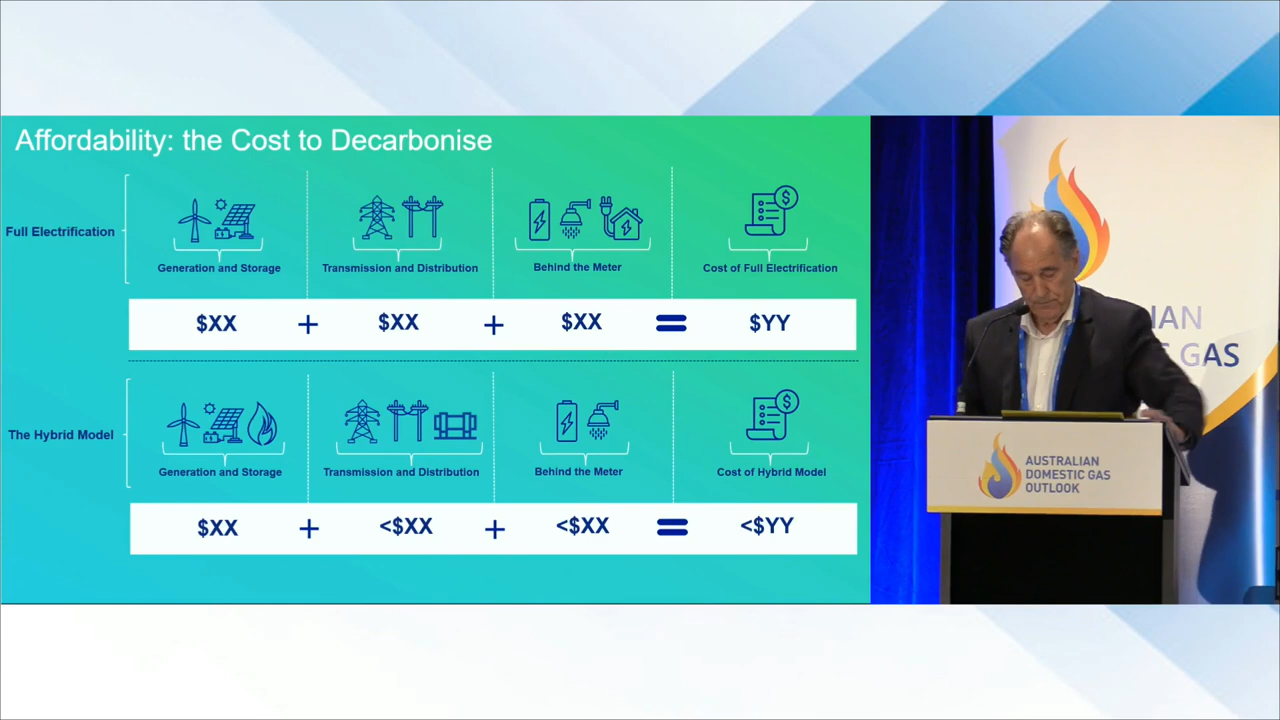 Affordability: the Cost to Decarbonise
Full Electrification
Generation and Storage
Transmission and Distribution
Behind the Meter
Cost of Full Electrification
$XX + $XX + $XX = $YY
The Hybrid Model
Generation and Storage
Transmission and Distribution
Behind the Meter
Cost of Hybrid Model
$XX + <$XX + <$XX = <$YY
IAN
GAS
AUSTRALIAN
DOMESTIC GAS
OUTLOOK